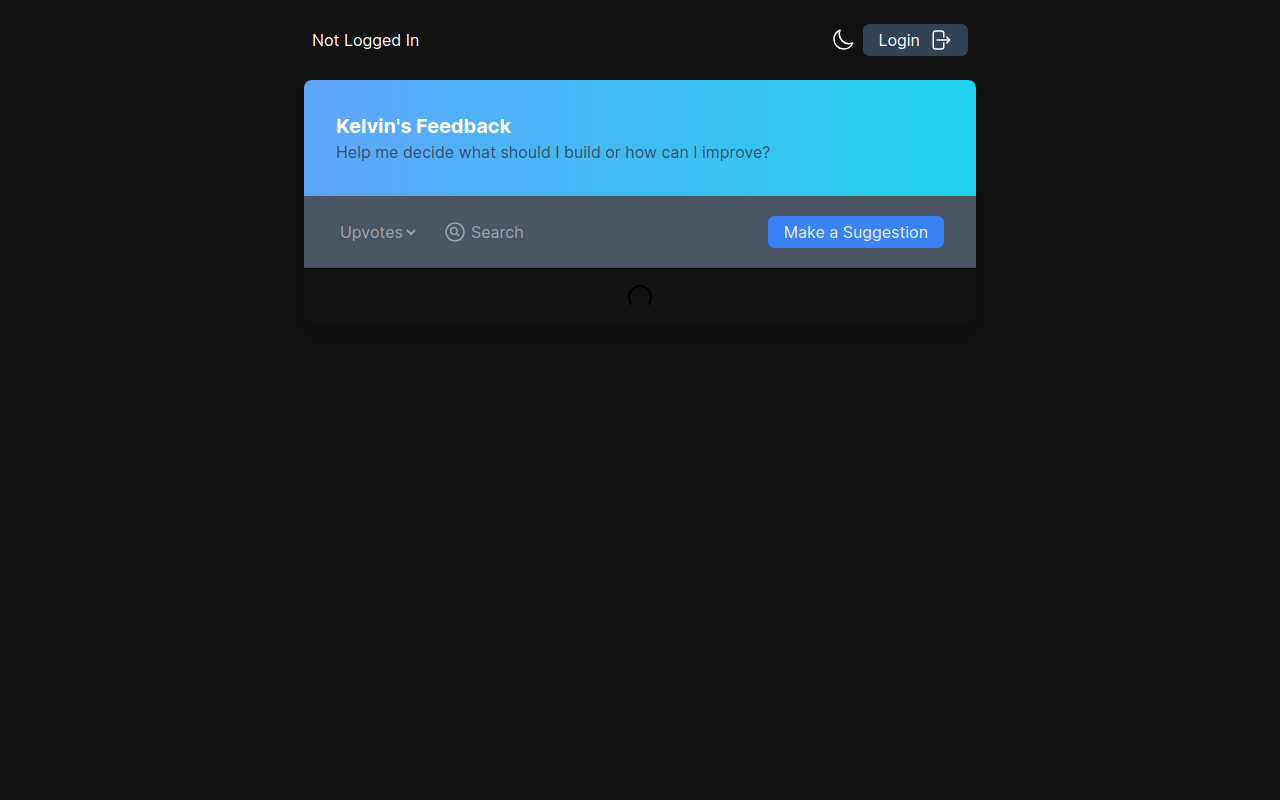 Not Logged In
Login
Kelvin's Feedback
Help me decide what should I build or how can I improve?
Upvotes
Search
Make a Suggestion